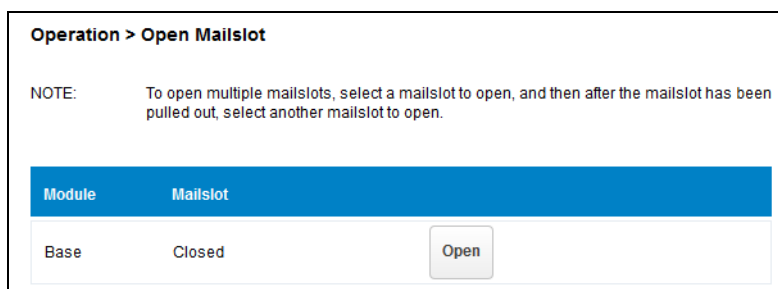 Operation > Open Mailslot
NOTE: To open multiple mailslots, select a mailslot to open, and then after the mailslot has been
pulled out, select another mailslot to open.
Module Mailslot
Base Closed Open